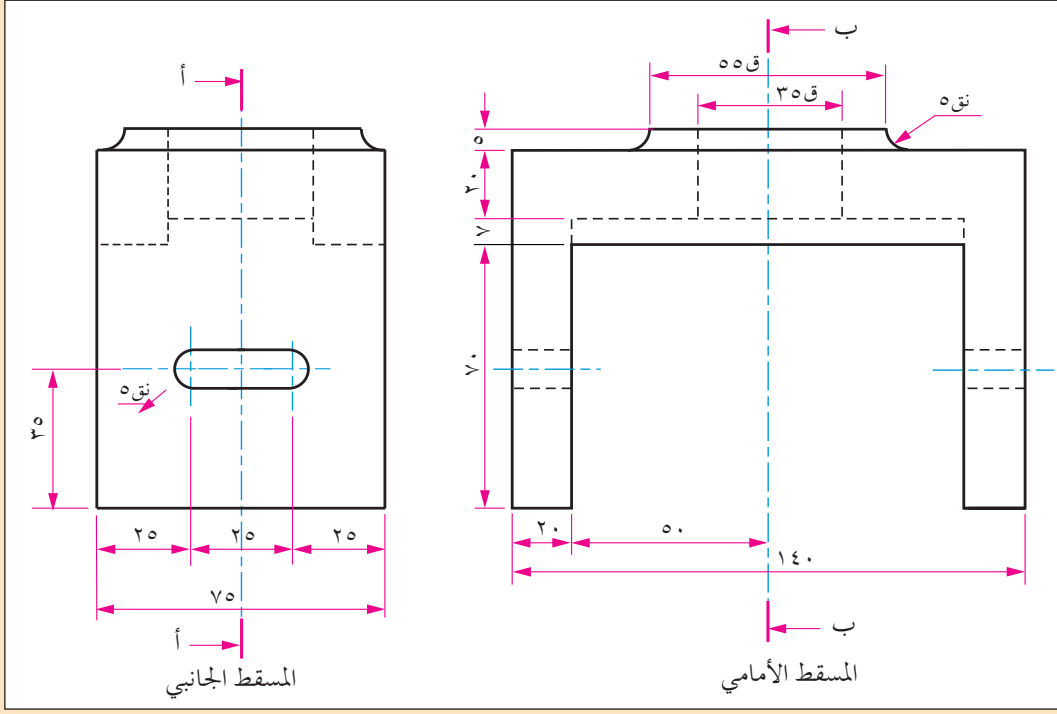 ب
ق٥٥
ق٣٥
نق٥
٥
٢٠
٧
٧٠
٢٠
٥٠
١٤٠
ب
المسقط الأمامي
أ
نق٥
٣٥
٢٥
٢٥
٢٥
٧٥
أ
المسقط الجانبي